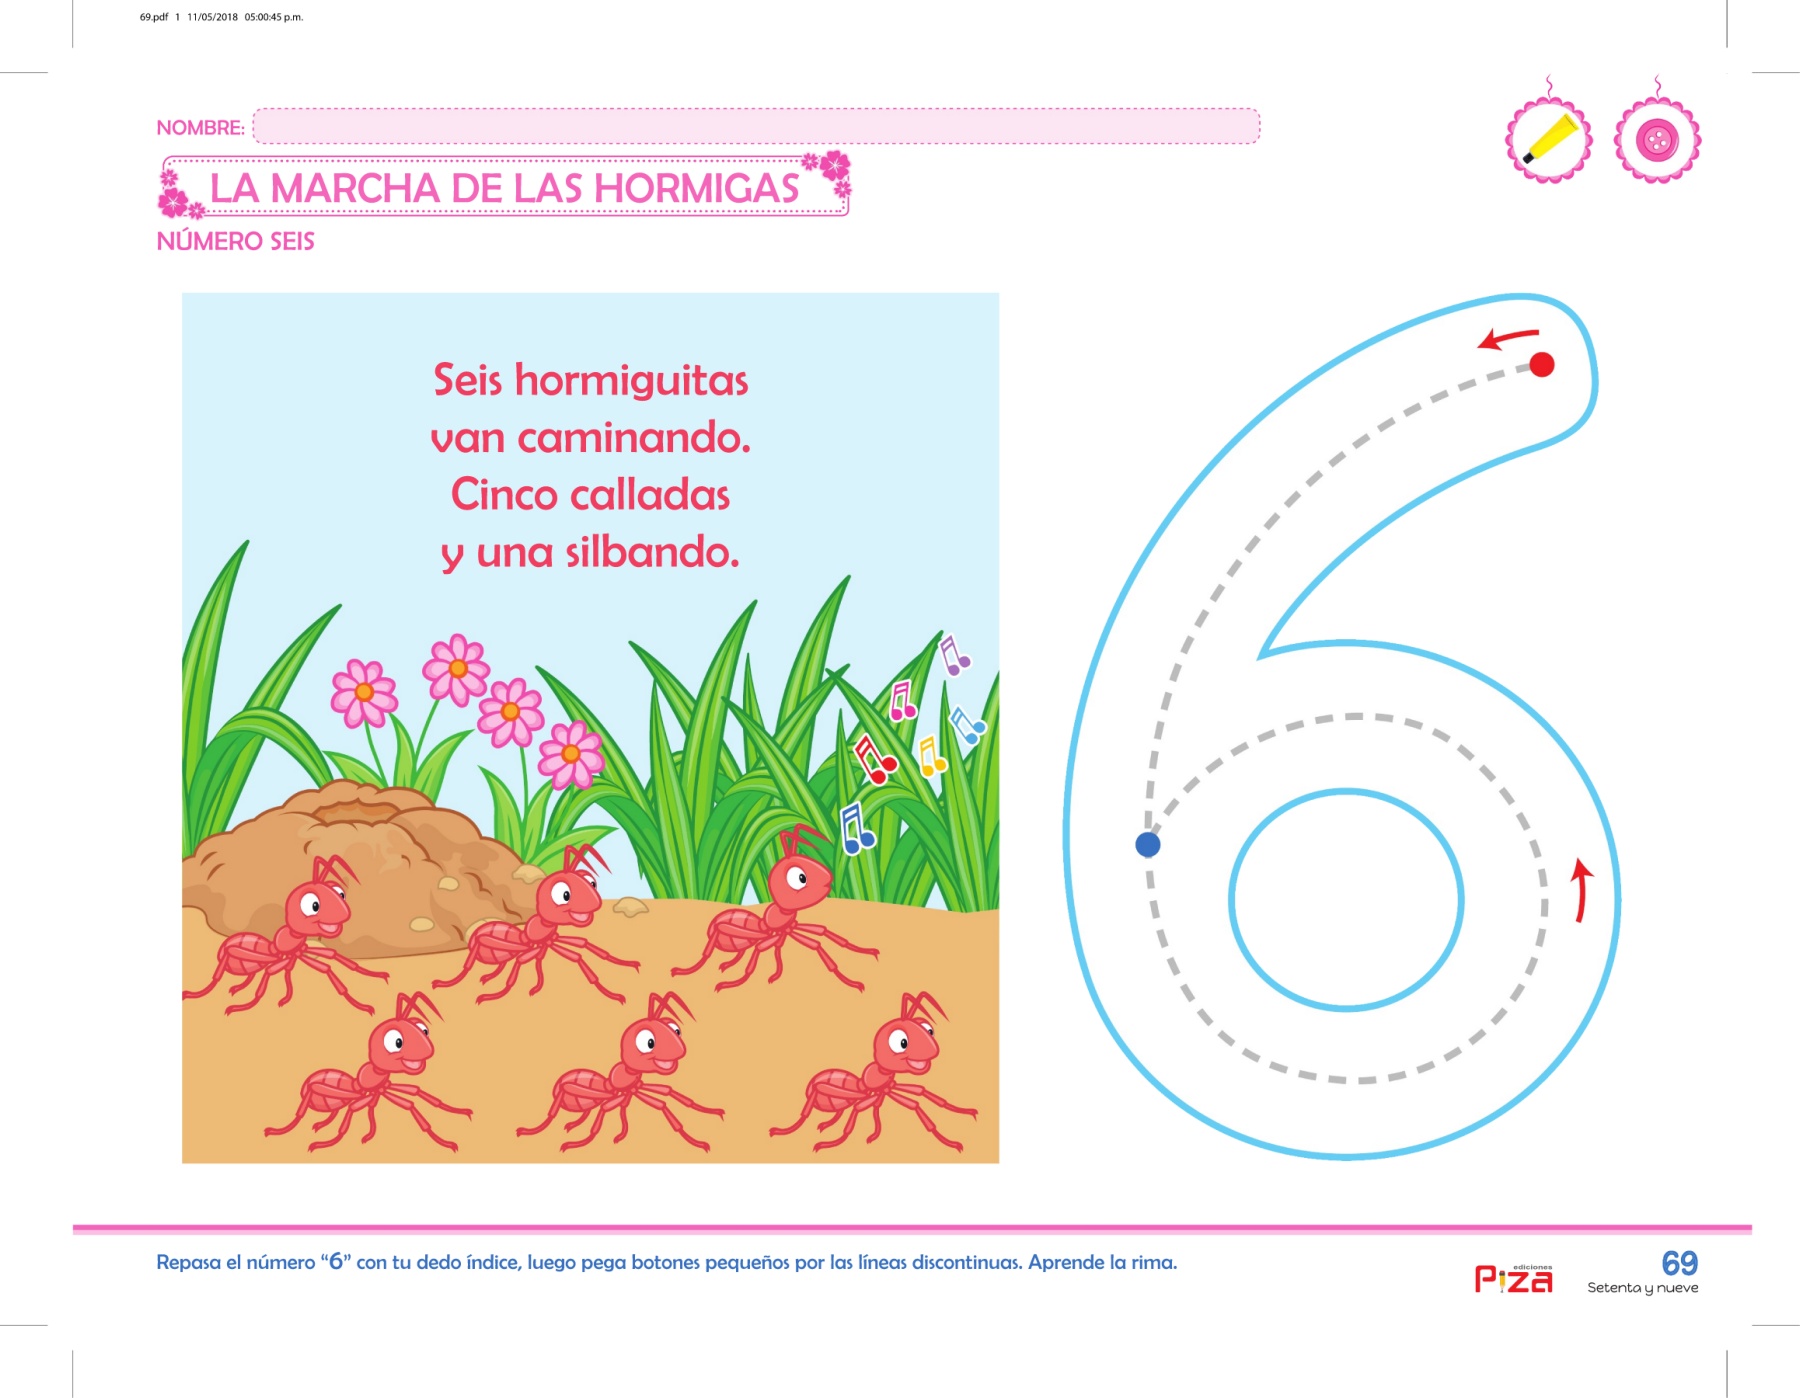 69.pdf 1 11/05/2018 05:00:45 p.m.
NOMBRE:
LA MARCHA DE LAS HORMIGAS
NÚMERO SEIS
Seis hormiguitas
van caminando.
Cinco calladas
y una silbando.
6
Repasa el número “6” con tu dedo índice, luego pega botones pequeños por las líneas discontinuas. Aprende la rima.
ediciones
Piza
69
Setenta y nueve